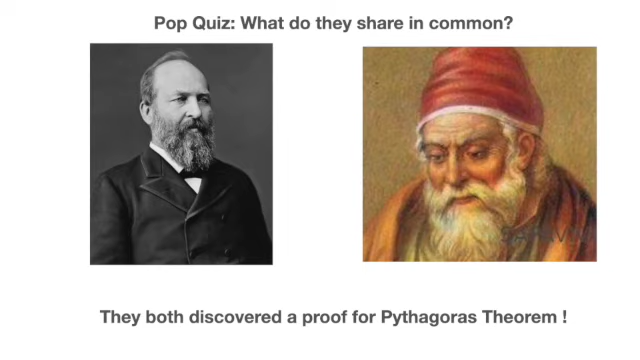 Pop Quiz: What do they share in common?
They both discovered a proof for Pythagoras Theorem !